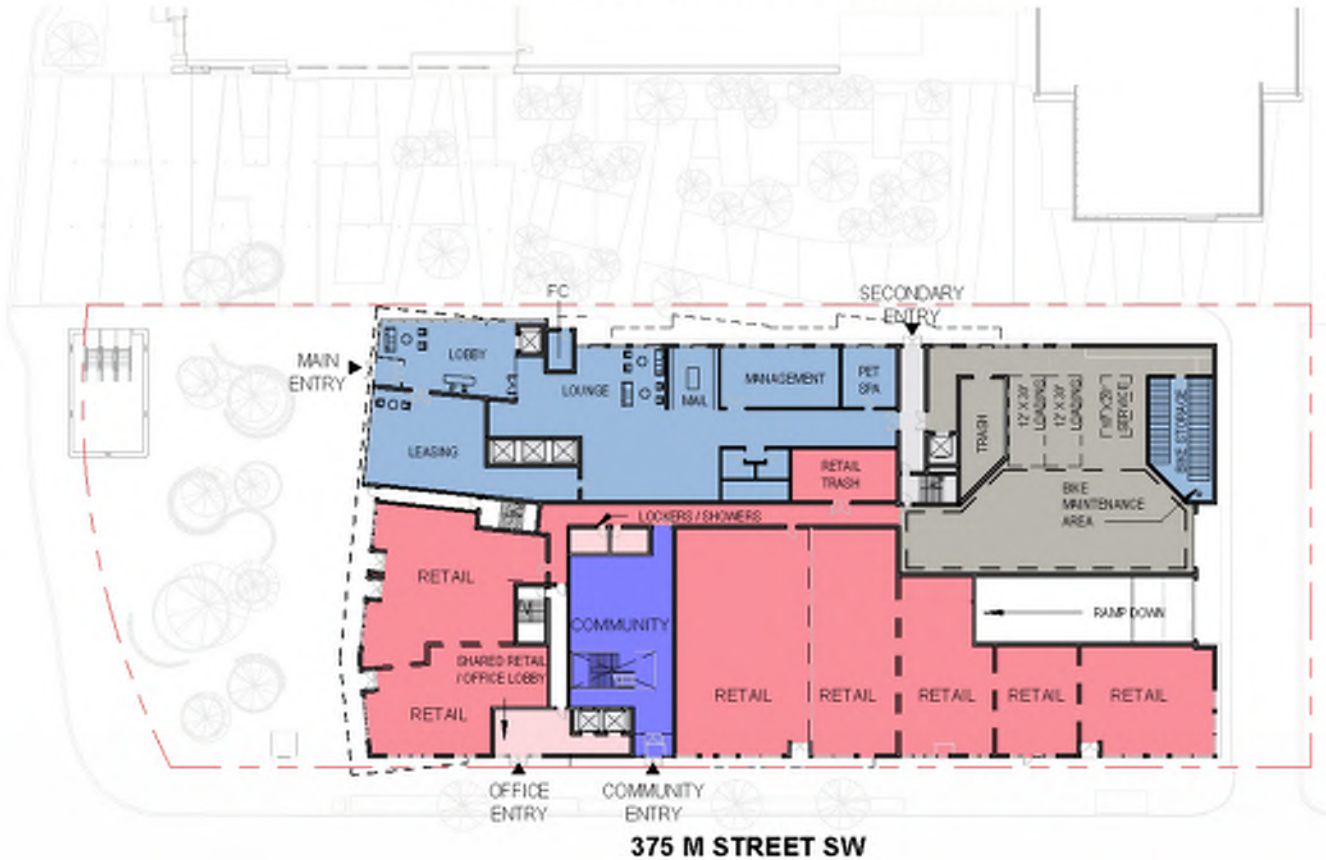 FC
SECONDARY
ENTRY
MAIN
ENTRY
LOBBY
LOUNGE
MAIL
MANAGEMENT
PET
SPA
TRASH
12' X 30'
LOADING
12' X 30'
LOADING
10' X 20'
SERVICE
BIKE STORAGE
LEASING
RETAIL
TRASH
BIKE
MAINTENANCE
AREA
LOCKERS / SHOWERS
RETAIL
COMMUNITY
RAMP DOWN
SHARED RETAIL
/ OFFICE LOBBY
RETAIL
RETAIL
RETAIL
RETAIL
RETAIL
RETAIL
OFFICE
ENTRY
COMMUNITY
ENTRY
375 M STREET SW